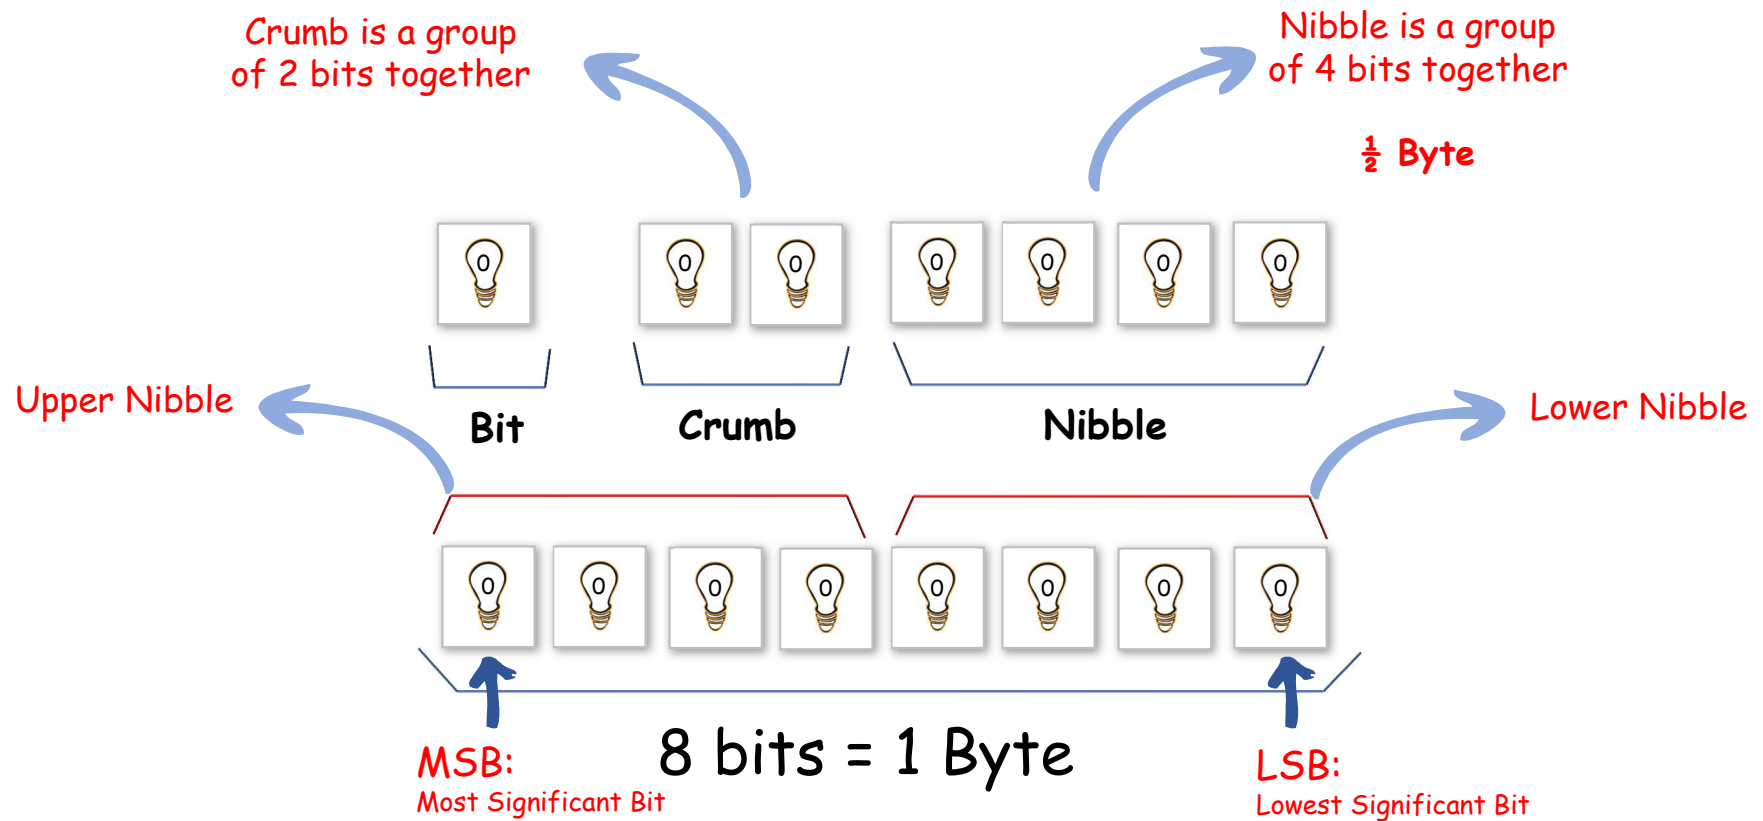 Crumb is a group
of 2 bits together
Nibble is a group
of 4 bits together
½ Byte
0
0 0
0 0 0 0
Bit
Crumb
Nibble
Upper Nibble
Lower Nibble
0 0 0 0 0 0 0 0
8 bits = 1 Byte
MSB:
Most Significant Bit
LSB:
Lowest Significant Bit